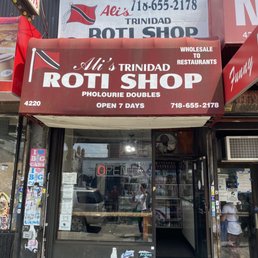 Ali's
718-655-2178
TRINIDAD
ROTI SHOP
Ali's TRINIDAD
WHOLESALE
TO
RESTAURANTS
ROTI SHOP
PHOLOURIE DOUBLES
4220
OPEN 7 DAYS
718-655-2178
OPEN